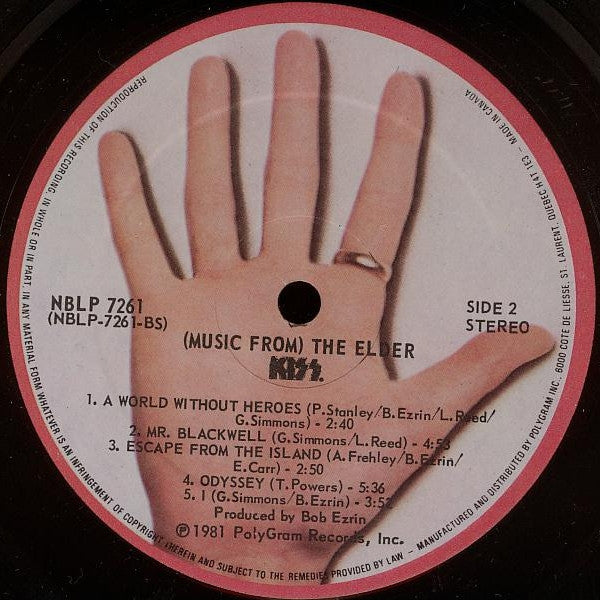 NBLP 7261
(NBLP-7261-BS)
SIDE 2
STEREO
(MUSIC FROM) THE ELDER
KISS.
1. A WORLD WITHOUT HEROES (P. Stanley/B. Ezrin/L. Reed/
G. Simmons) - 2:40
2. MR. BLACKWELL (G. Simmons/L. Reed) - 4:53
3. ESCAPE FROM THE ISLAND (A. Frehley/B. Ezrin/
E. Carr) - 2:50
4. ODYSSEY (T. Powers) - 5:36
5. I (G. Simmons/B. Ezrin) - 3:52
Produced by Bob Ezrin
℗ 1981 PolyGram Records, Inc.
REPRODUCTION OF THIS RECORDING, IN WHOLE OR IN PART, IN ANY MATERIAL FORM WHATEVER IS AN INFRINGEMENT OF COPYRIGHT THEREIN AND SUBJECT TO THE REMEDIES PROVIDED BY LAW – MANUFACTURED AND DISTRIBUTED BY POLYGRAM INC. 6000 COTE DE LIESSE, ST. LAURENT, QUEBEC H4T 1E3 – MADE IN CANADA